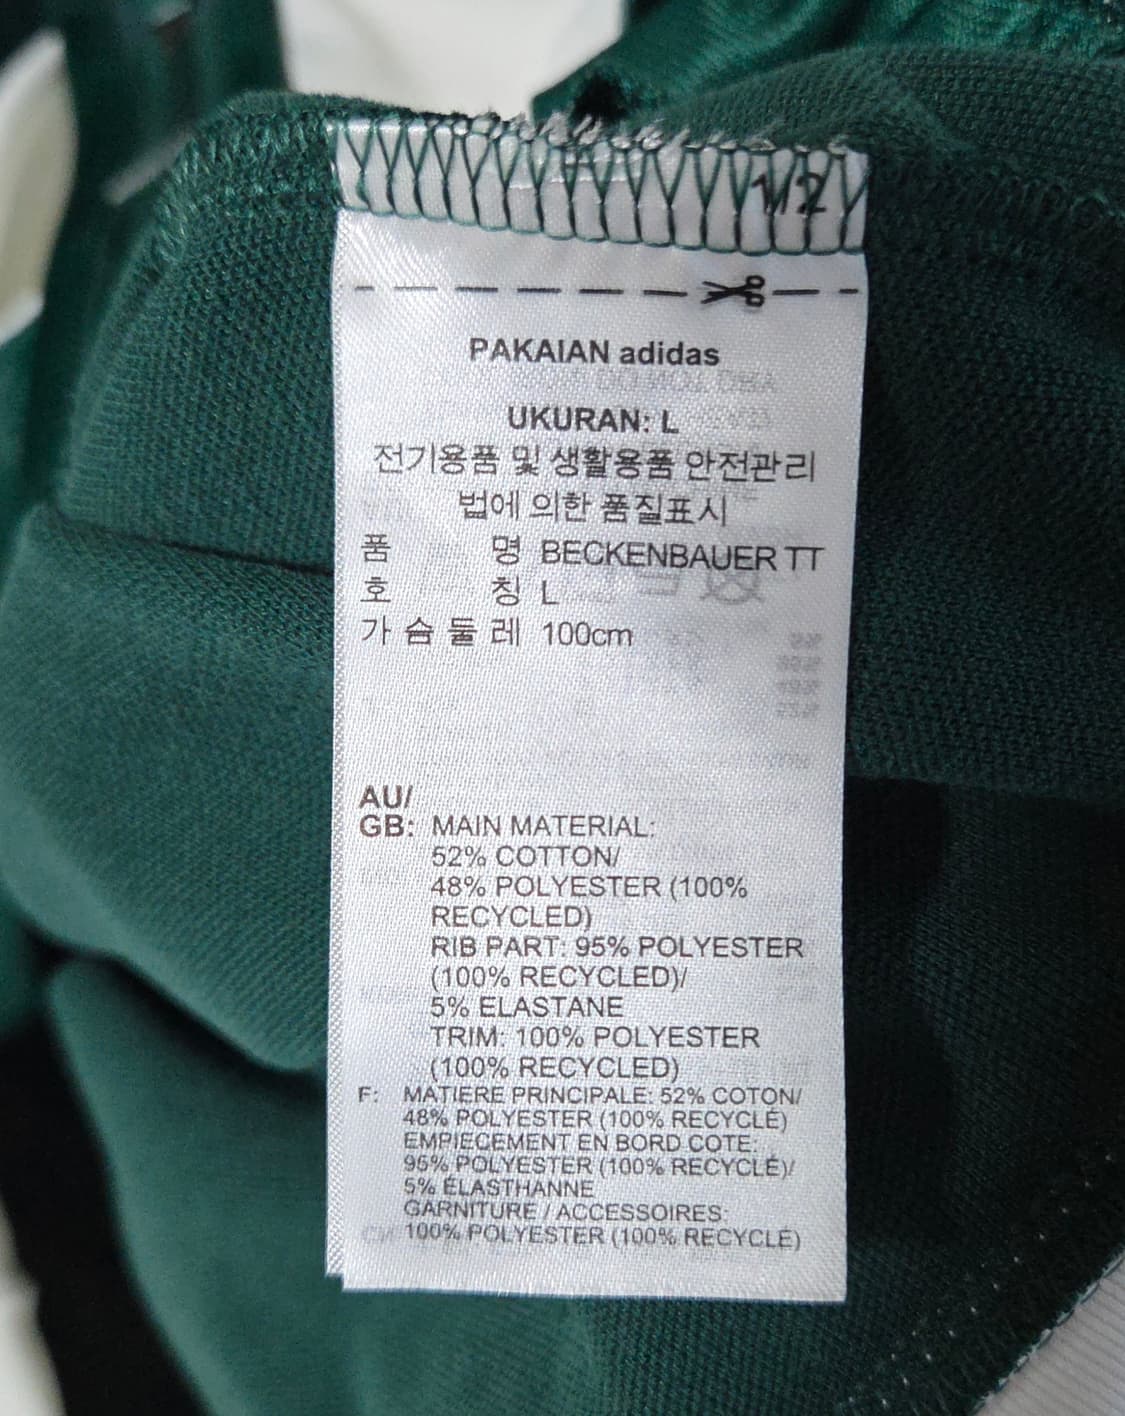 1/2
PAKAIAN adidas
UKURAN: L
전기용품 및 생활용품 안전관리
법에 의한 품질표시
품 명 BECKENBAUER TT
호 칭 L
가 슴 둘 레 100cm
AU/
GB: MAIN MATERIAL:
52% COTTON/
48% POLYESTER (100%
RECYCLED)
RIB PART: 95% POLYESTER
(100% RECYCLED)/
5% ELASTANE
TRIM: 100% POLYESTER
(100% RECYCLED)
F: MATIERE PRINCIPALE: 52% COTON/
48% POLYESTER (100% RECYCLÉ)
EMPIECEMENT EN BORD COTE:
95% POLYESTER (100% RECYCLÉ)/
5% ÉLASTHANNE
GARNITURE / ACCESSOIRES:
100% POLYESTER (100% RECYCLÉ)